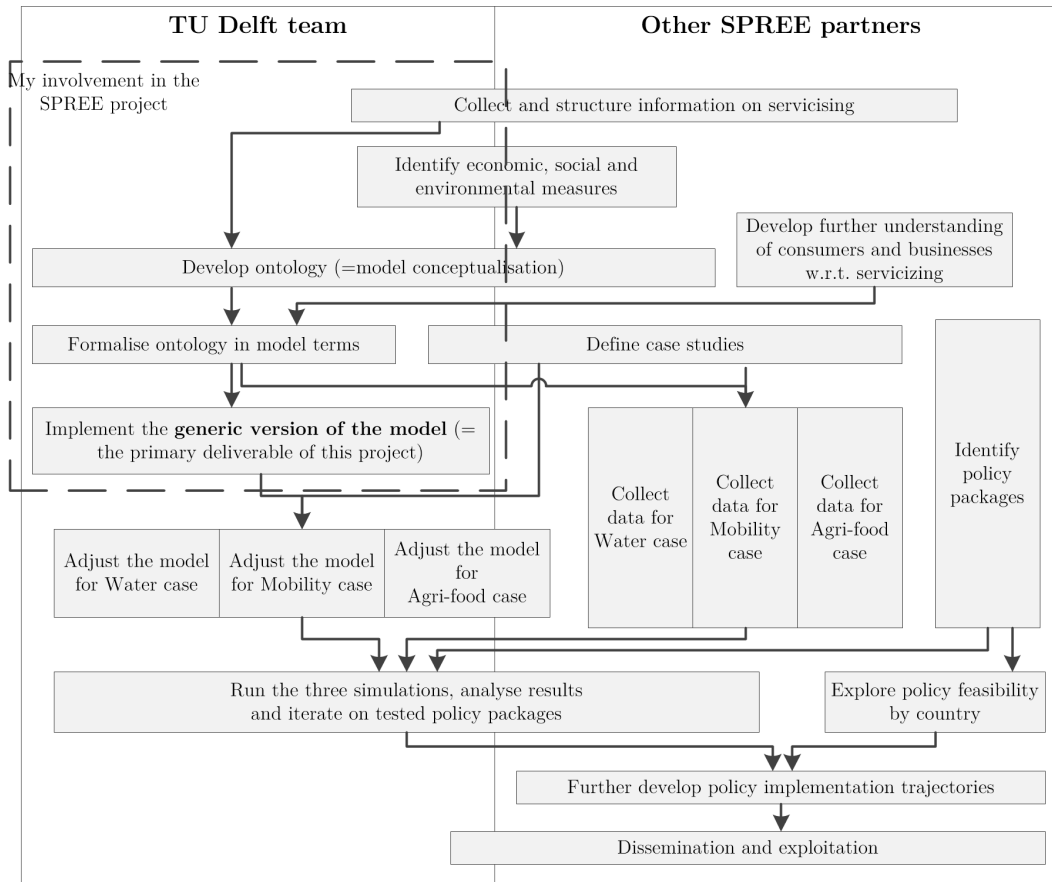 TU Delft team
Other SPREE partners
My involvement in the
SPREE project
Collect and structure information on servicising
Identify economic, social and
environmental measures
Develop further understanding
of consumers and businesses
w.r.t. servicizing
Develop ontology (=model conceptualisation)
Formalise ontology in model terms
Define case studies
Implement the generic version of the model (=
the primary deliverable of this project)
Collect
data for
Water case
Collect
data for
Mobility
case
Collect
data for
Agri-food
case
Identify
policy
packages
Adjust the model
for Water case
Adjust the model
for Mobility case
Adjust the model
for
Agri-food case
Run the three simulations, analyse results
and iterate on tested policy packages
Explore policy feasibility
by country
Further develop policy implementation trajectories
Dissemination and exploitation